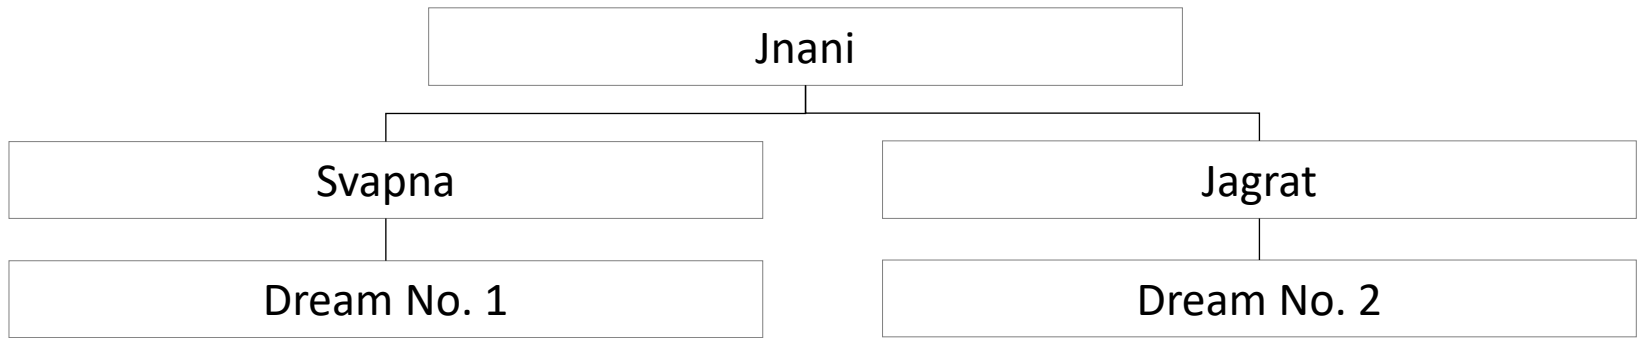 Jnani
Svapna
Jagrat
Dream No. 1
Dream No. 2